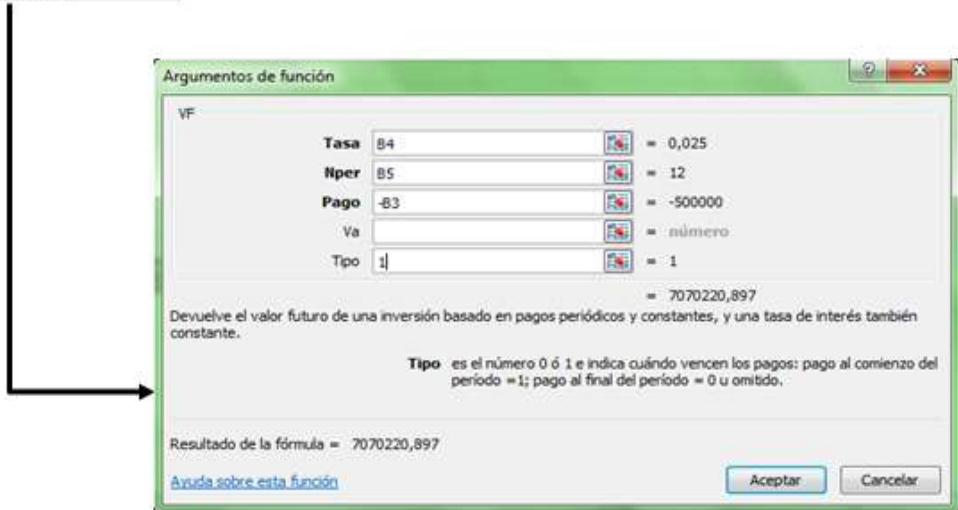 Argumentos de función
VF
Tasa B4 = 0,025
Nper B5 = 12
Pago -B3 = -500000
Va = número
Tipo 1 = 1
= 7070220,897
Devuelve el valor futuro de una inversión basado en pagos periódicos y constantes, y una tasa de interés también
constante.
Tipo es el número 0 ó 1 e indica cuándo vencen los pagos: pago al comienzo del
período =1; pago al final del período = 0 u omitido.
Resultado de la fórmula = 7070220,897
Ayuda sobre esta función
Aceptar Cancelar